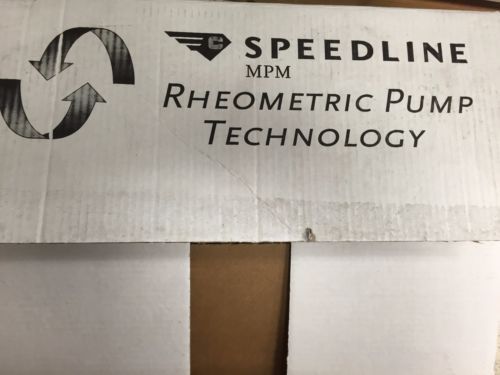 C SPEEDLINE
MPM
RHEOMETRIC PUMP
TECHNOLOGY